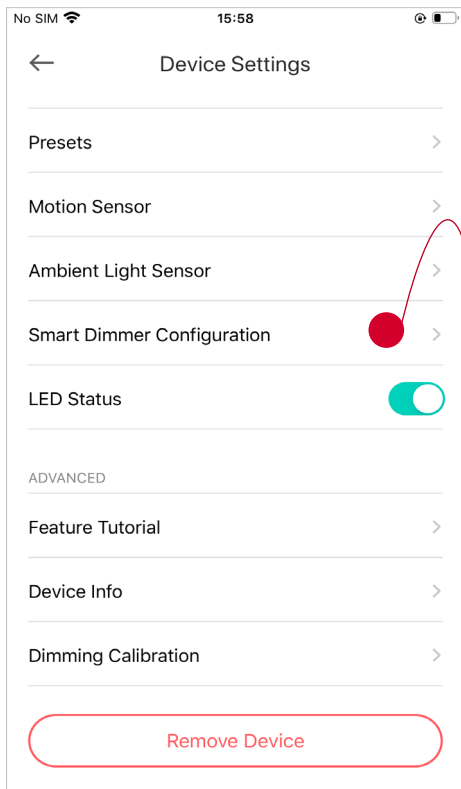 No SIM 15:58
Device Settings
Presets
Motion Sensor
Ambient Light Sensor
Smart Dimmer Configuration
LED Status
ADVANCED
Feature Tutorial
Device Info
Dimming Calibration
Remove Device